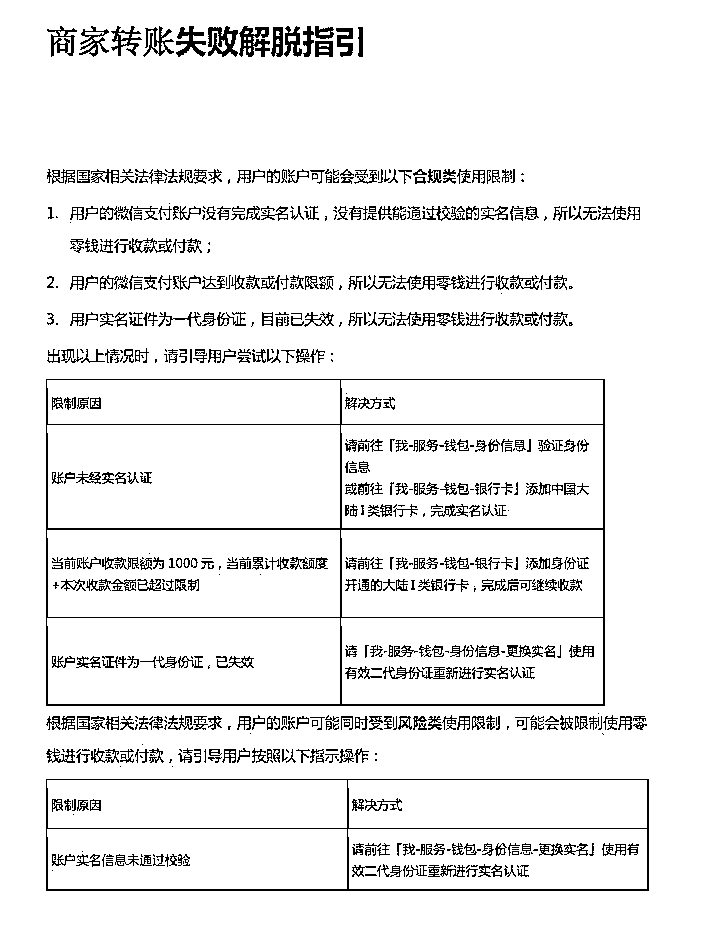 商家转账失败解脱指引
根据国家相关法律法规要求，用户的账户可能会受到以下合规类使用限制：
1. 用户的微信支付账户没有完成实名认证，没有提供能通过校验的实名信息，所以无法使用
零钱进行收款或付款；
2. 用户的微信支付账户达到收款或付款限额，所以无法使用零钱进行收款或付款。
3. 用户实名证件为一代身份证，目前已失效，所以无法使用零钱进行收款或付款。
出现以上情况时，请引导用户尝试以下操作：
限制原因
解决方式
账户未经实名认证
请前往「我-服务-钱包-身份信息」验证身份
信息
或前往「我-服务-钱包-银行卡」添加中国大
陆 I 类银行卡，完成实名认证
当前账户收款限额为 1000 元，当前累计收款额度
+本次收款金额已超过限制
请前往「我-服务-钱包-银行卡」添加身份证
开通的大陆 I 类银行卡，完成后可继续收款
账户实名证件为一代身份证，已失效
请「我-服务-钱包-身份信息-更换实名」使用
有效二代身份证重新进行实名认证
根据国家相关法律法规要求，用户的账户可能同时受到风险类使用限制，可能会被限制使用零
钱进行收款或付款，请引导用户按照以下指示操作：
限制原因
解决方式
账户实名信息未通过校验
请前往「我-服务-钱包-身份信息-更换实名」使用有
效二代身份证重新进行实名认证